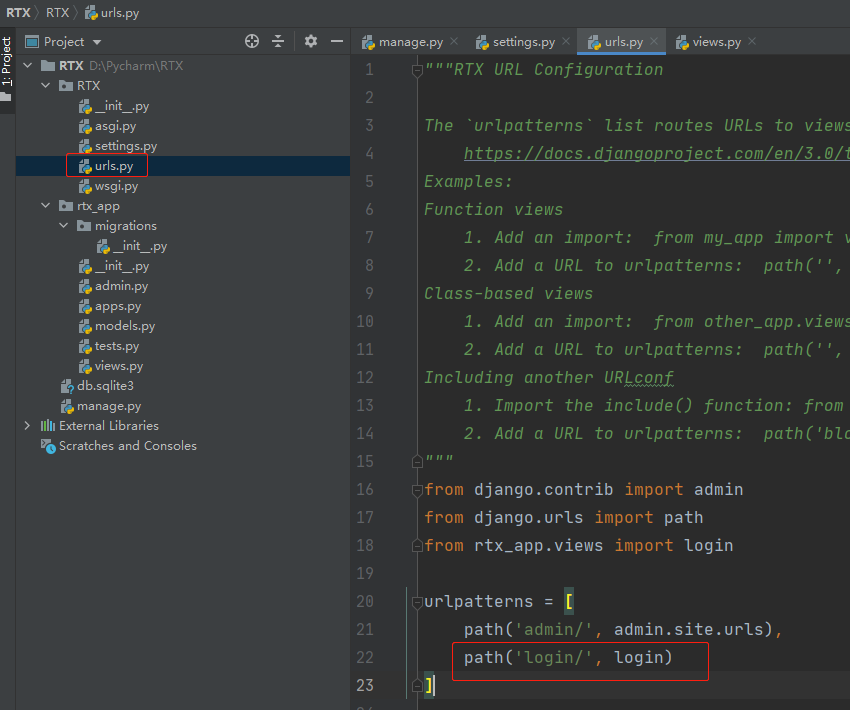 RTX RTX urls.py
1: Project
Project
RTX D:\Pycharm\RTX
RTX
__init__.py
asgi.py
settings.py
urls.py
wsgi.py
rtx_app
migrations
__init__.py
__init__.py
admin.py
apps.py
models.py
tests.py
views.py
db.sqlite3
manage.py
External Libraries
Scratches and Consoles
manage.py settings.py urls.py views.py
1 """RTX URL Configuration
2
3 The `urlpatterns` list routes URLs to views
4 https://docs.djangoproject.com/en/3.0/t
5 Examples:
6 Function views
7 1. Add an import:  from my_app import v
8 2. Add a URL to urlpatterns:  path('',
9 Class-based views
10 1. Add an import:  from other_app.views
11 2. Add a URL to urlpatterns:  path('',
12 Including another URLconf
13 1. Import the include() function: from
14 2. Add a URL to urlpatterns:  path('blo
15 """
16 from django.contrib import admin
17 from django.urls import path
18 from rtx_app.views import login
19
20 urlpatterns = [
21 path('admin/', admin.site.urls),
22 path('login/', login)
23 ]